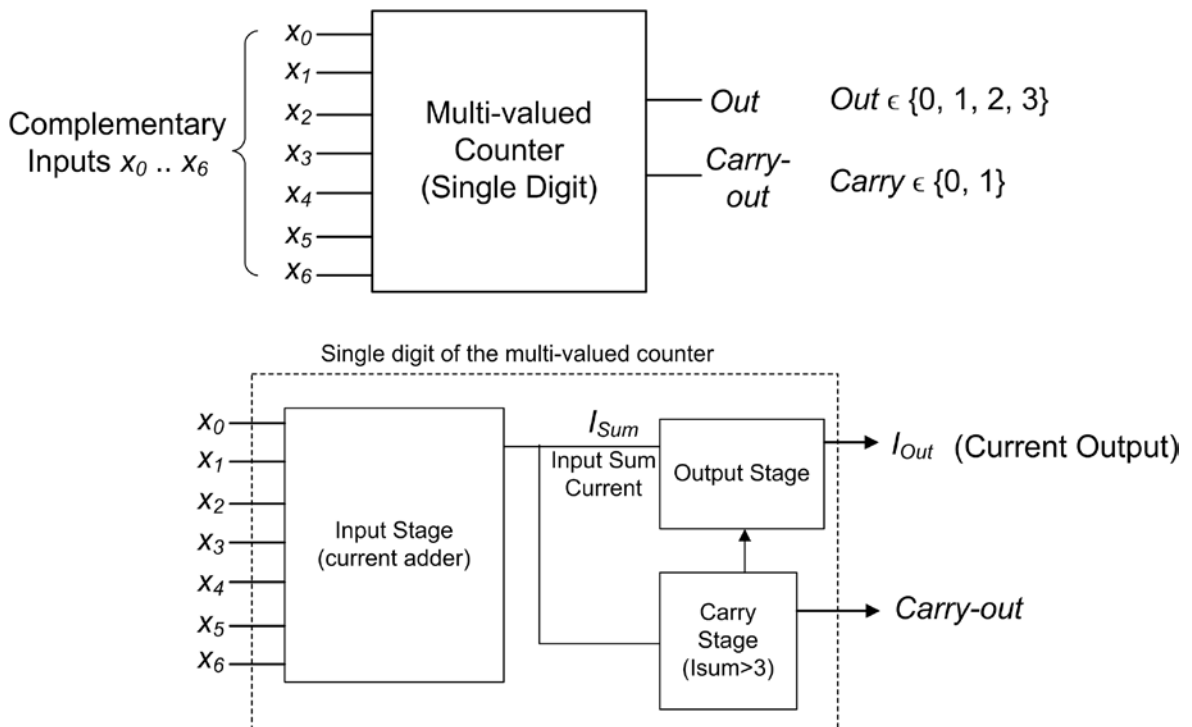 x0
x1
x2
x3
x4
x5
x6
Complementary
Inputs x0 .. x6
Multi-valued
Counter
(Single Digit)
Out
Carry-
out
Out ϵ {0, 1, 2, 3}
Carry ϵ {0, 1}
Single digit of the multi-valued counter
x0
x1
x2
x3
x4
x5
x6
Input Stage
(current adder)
ISum
Input Sum
Current
Output Stage
IOut (Current Output)
Carry
Stage
(Isum>3)
Carry-out